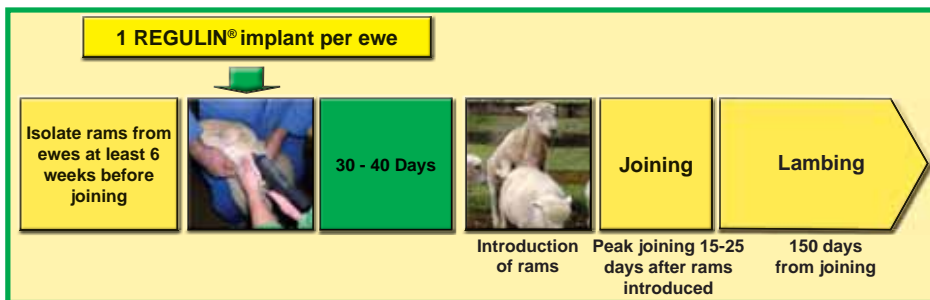 1 REGULIN® implant per ewe
Isolate rams from
ewes at least 6
weeks before
joining
30 - 40 Days
Joining
Lambing
Introduction
of rams
Peak joining 15-25
days after rams
introduced
150 days
from joining